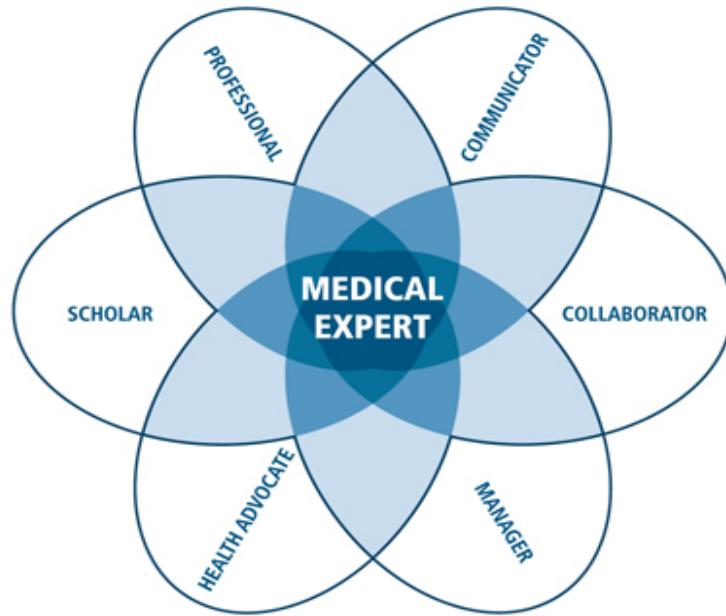 PROFESSIONAL
COMMUNICATOR
SCHOLAR
MEDICAL
EXPERT
COLLABORATOR
HEALTH ADVOCATE
MANAGER